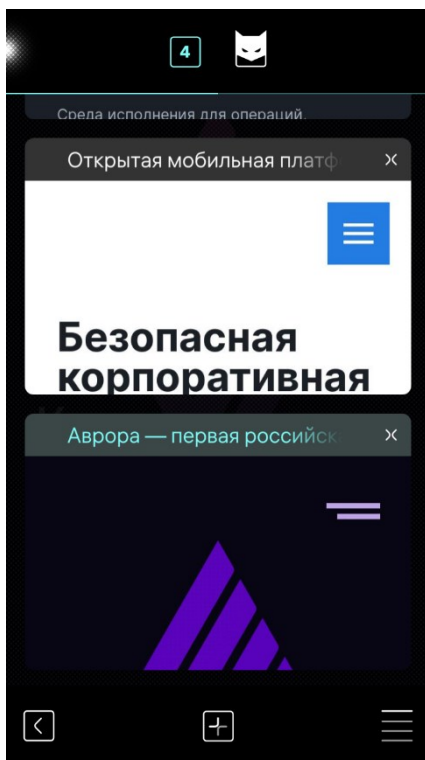 4
Среда исполнения для операций.
Открытая мобильная платф
Безопасная
корпоративная
Аврора — первая российск